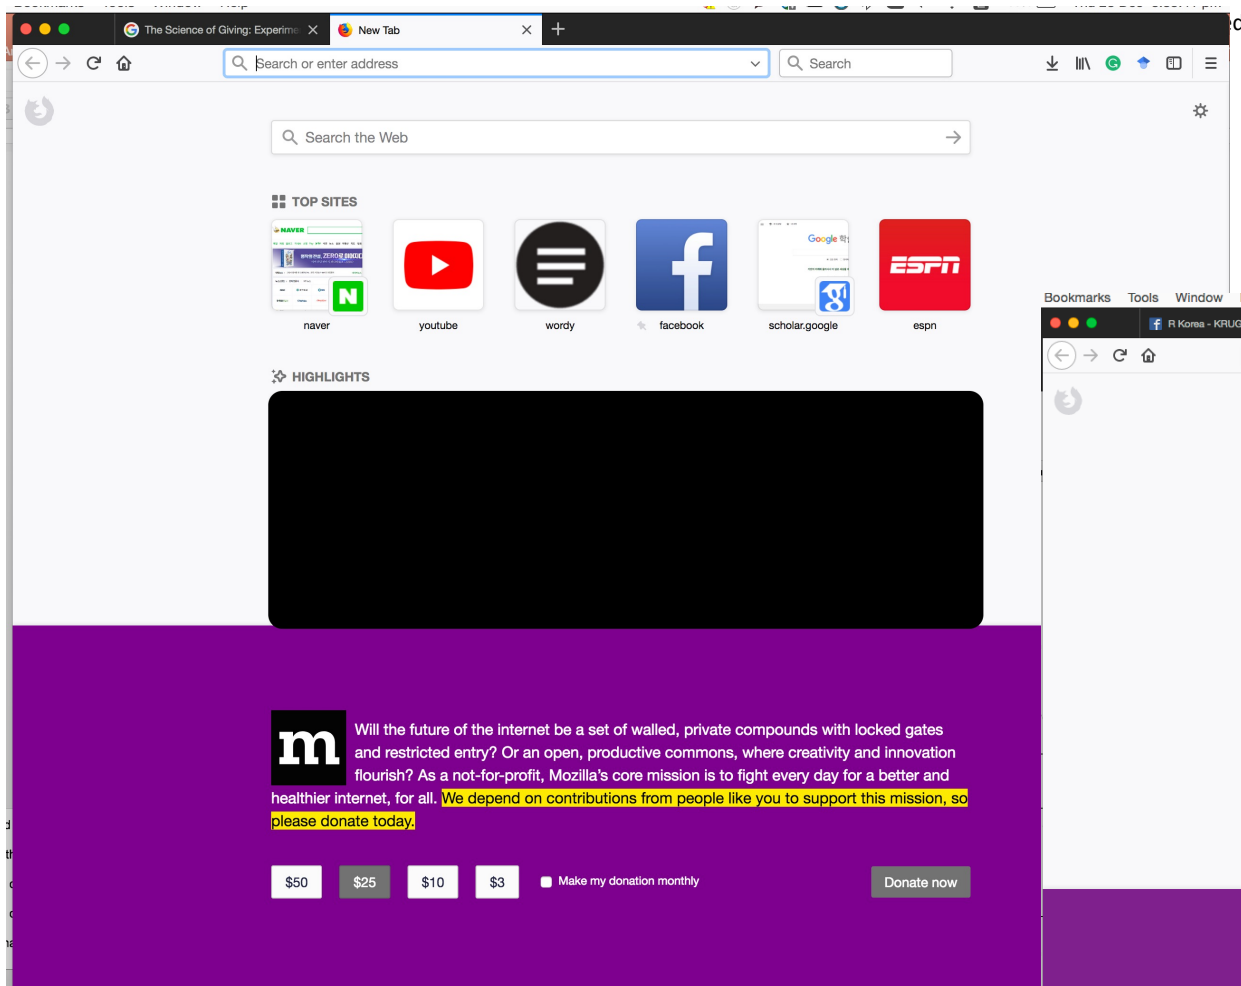 The Science of Giving: Experime
New Tab
Search or enter address
Search
Search the Web
TOP SITES
NAVER
N
Google
ESPN
naver
youtube
wordy
facebook
scholar.google
espn
HIGHLIGHTS
Bookmarks Tools Window
R Korea - KRUG
m
Will the future of the internet be a set of walled, private compounds with locked gates
and restricted entry? Or an open, productive commons, where creativity and innovation
flourish? As a not-for-profit, Mozilla's core mission is to fight every day for a better and
healthier internet, for all. We depend on contributions from people like you to support this mission, so
please donate today.
$50
$25
$10
$3
Make my donation monthly
Donate now